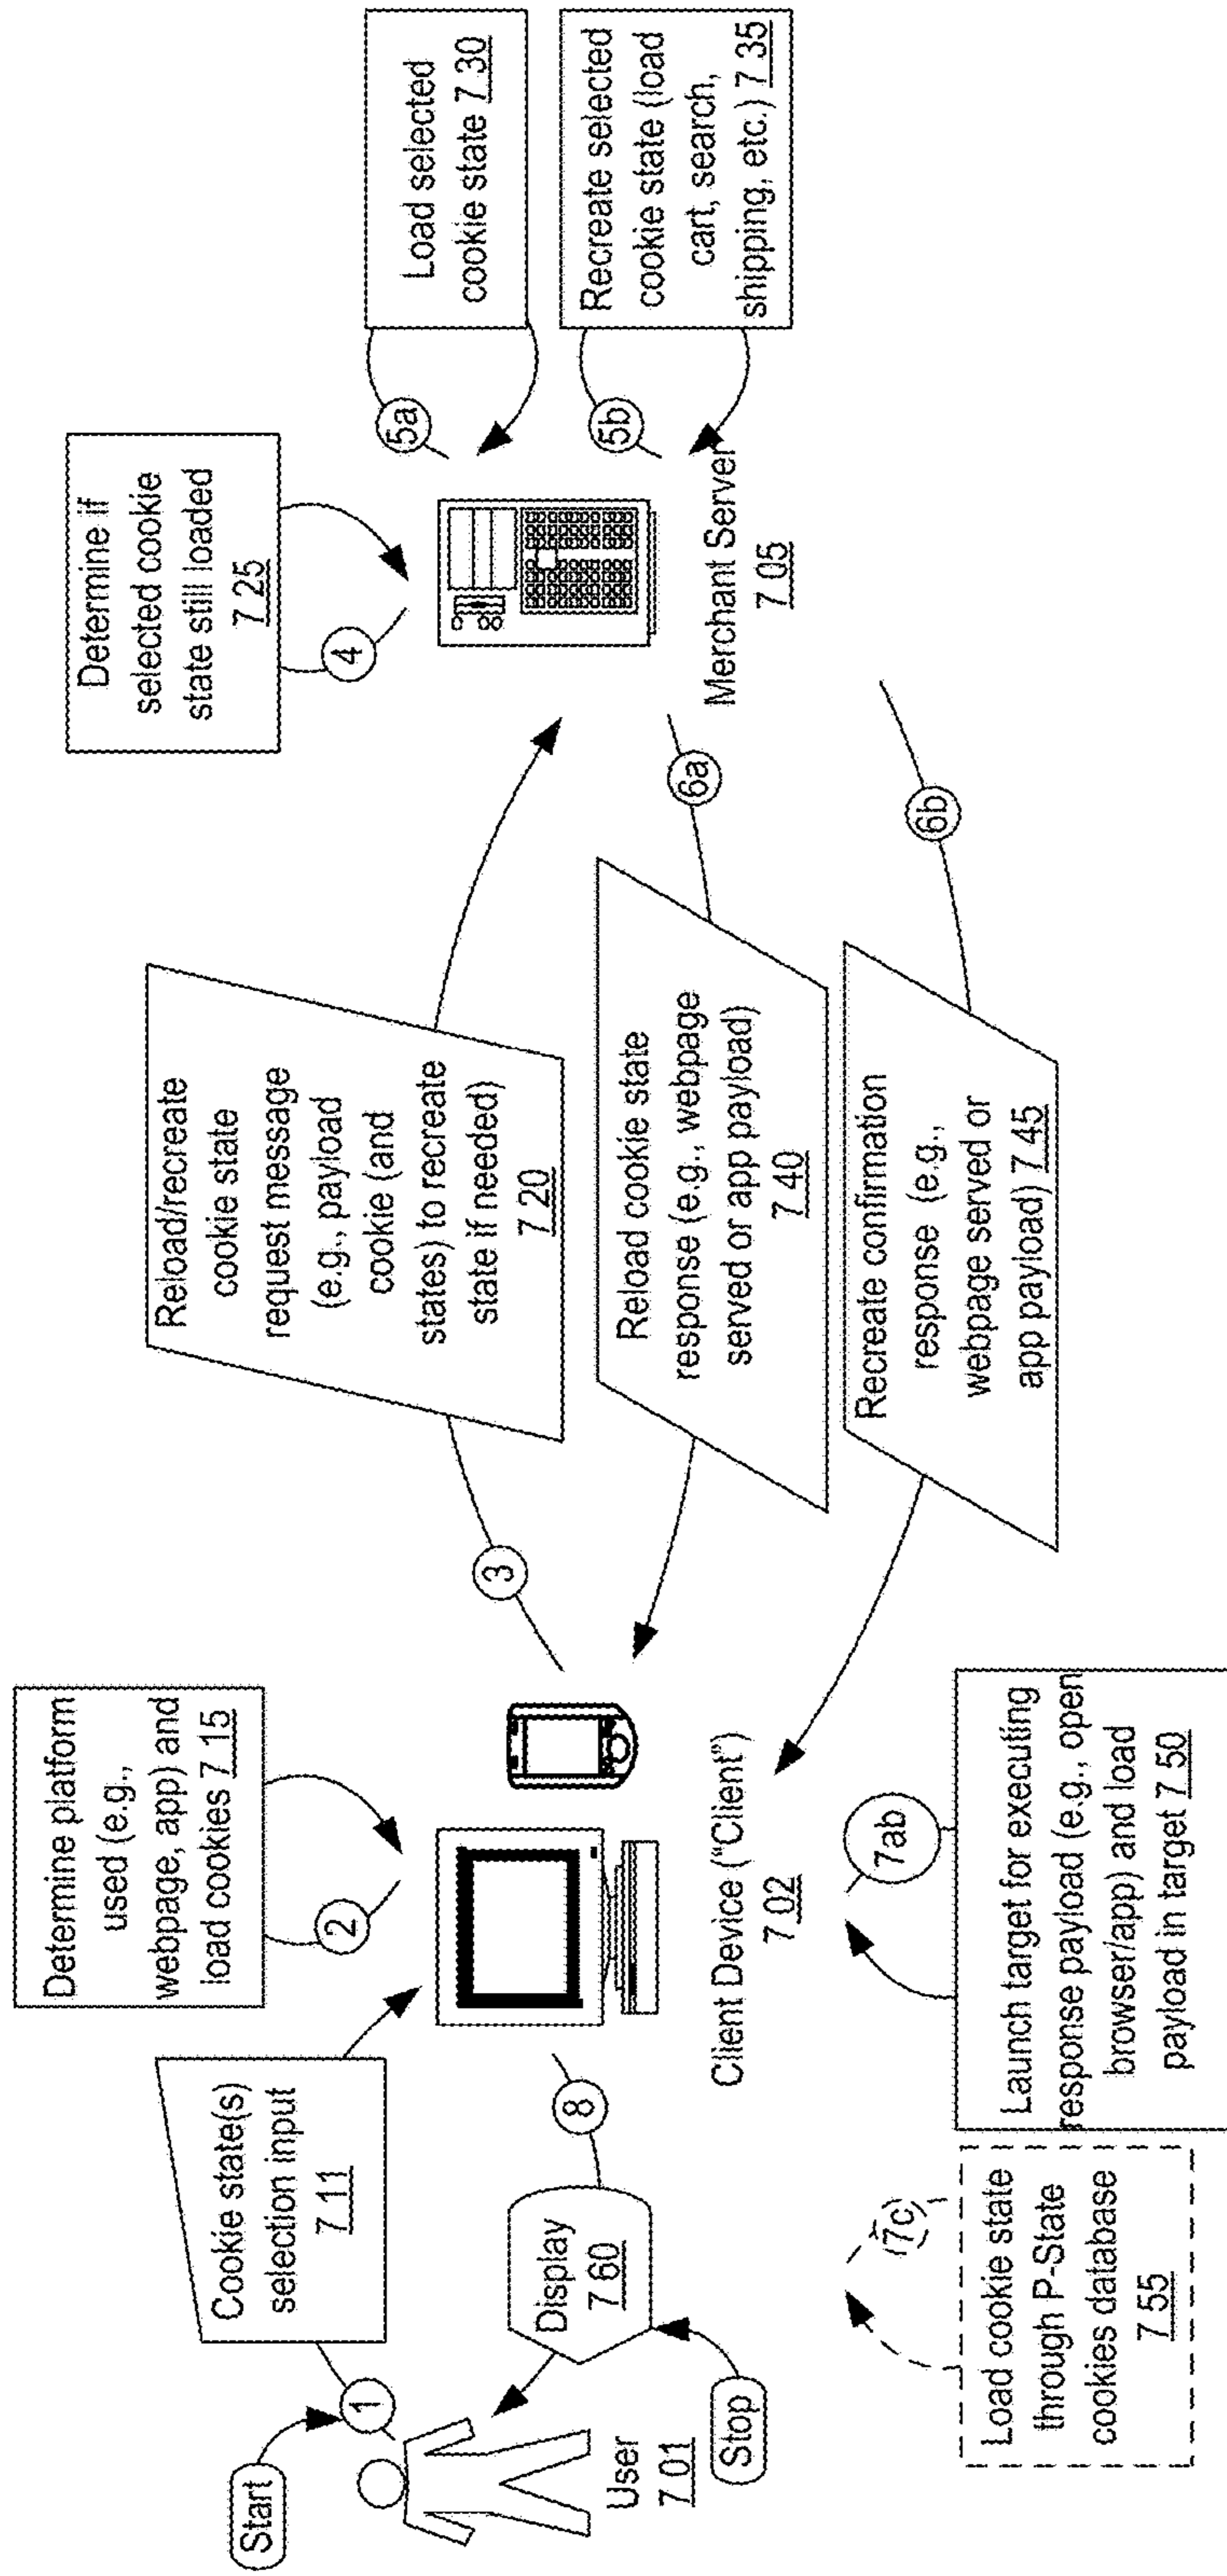 Start
1
Cookie state(s)
selection input
7 11
User
7 01
Display
7 60
Stop
8
Determine platform
used (e.g.,
webpage, app) and
load cookies 7 15
2
Client Device (“Client”)
7 02
3
Reload/recreate
cookie state
request message
(e.g., payload
cookie (and
states) to recreate
state if needed)
7 20
Determine if
selected cookie
state still loaded
7 25
4
Merchant Server
7 05
5a
Load selected
cookie state 7 30
5b
Recreate selected
cookie state (load
cart, search,
shipping, etc.) 7 35
6a
Reload cookie state
response (e.g., webpage
served or app payload)
7 40
6b
Recreate confirmation
response (e.g.,
webpage served or
app payload) 7 45
7ab
Launch target for executing
response payload (e.g., open
browser/app) and load
payload in target 7 50
7c
Load cookie state
through P-State
cookies database
7 55